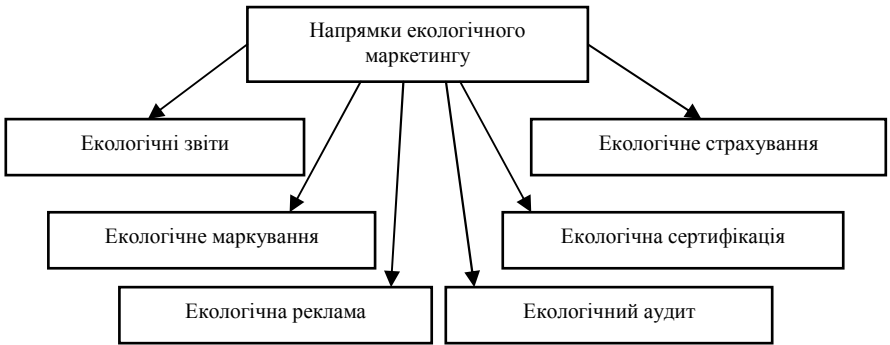 Напрямки екологічного
маркетингу
Екологічні звіти
Екологічне страхування
Екологічне маркування
Екологічна сертифікація
Екологічна реклама
Екологічний аудит